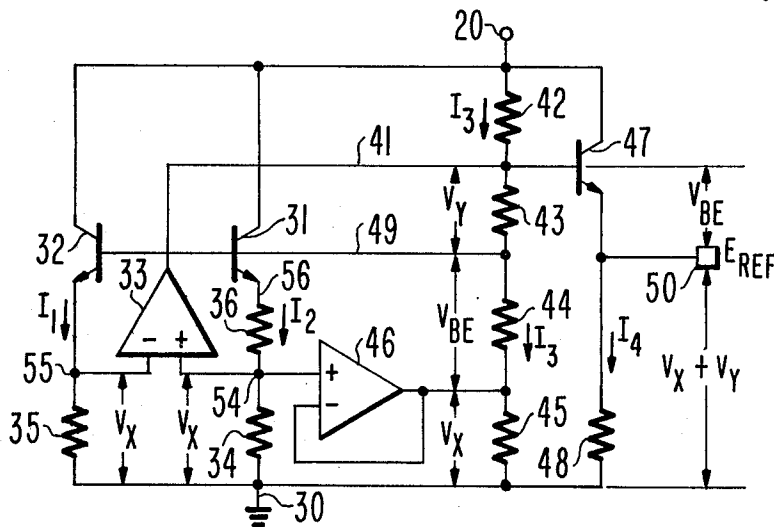 20
I3 42
47
41
VY 43 VBE
32 31 49
EREF
33 56 50
36 I2
I1 VBE 44
46 I3 I4 VX + VY
- +
55 54 +
-
35 VX VX 34 VX 45 48
30